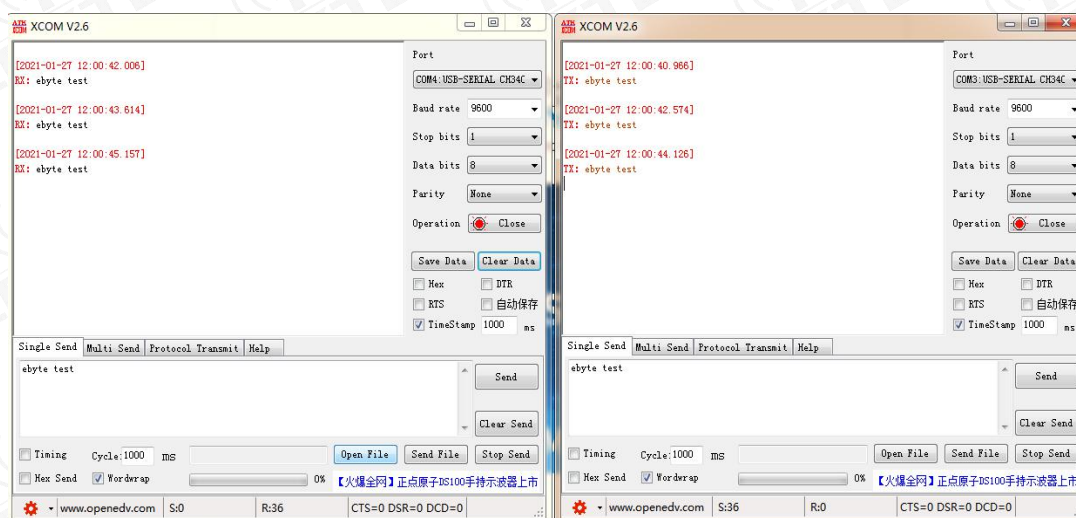 XCOM V2.6
[2021-01-27 12:00:42.006]
RX: ebyte test
[2021-01-27 12:00:43.614]
RX: ebyte test
[2021-01-27 12:00:45.157]
RX: ebyte test
Port
COM4:USB-SERIAL CH34C
Baud rate 9600
Stop bits 1
Data bits 8
Parity None
Operation Close
Save Data Clear Data
Hex DTR
RTS 自动保存
TimeStamp 1000 ms
Single Send Multi Send Protocol Transmit Help
ebyte test
Send
Clear Send
Timing Cycle:1000 ms Open File Send File Stop Send
Hex Send Wordwrap 0% 【火爆全网】正点原子DS100手持示波器上市
www.openedv.com S:0 R:36 CTS=0 DSR=0 DCD=0
XCOM V2.6
[2021-01-27 12:00:40.966]
TX: ebyte test
[2021-01-27 12:00:42.574]
TX: ebyte test
[2021-01-27 12:00:44.126]
TX: ebyte test
Port
COM3:USB-SERIAL CH34C
Baud rate 9600
Stop bits 1
Data bits 8
Parity None
Operation Close
Save Data Clear Data
Hex DTR
RTS 自动保存
TimeStamp 1000 ms
Single Send Multi Send Protocol Transmit Help
ebyte test
Send
Clear Send
Timing Cycle:1000 ms Open File Send File Stop Send
Hex Send Wordwrap 0% 【火爆全网】正点原子DS100手持示波器上市
www.openedv.com S:36 R:0 CTS=0 DSR=0 DCD=0